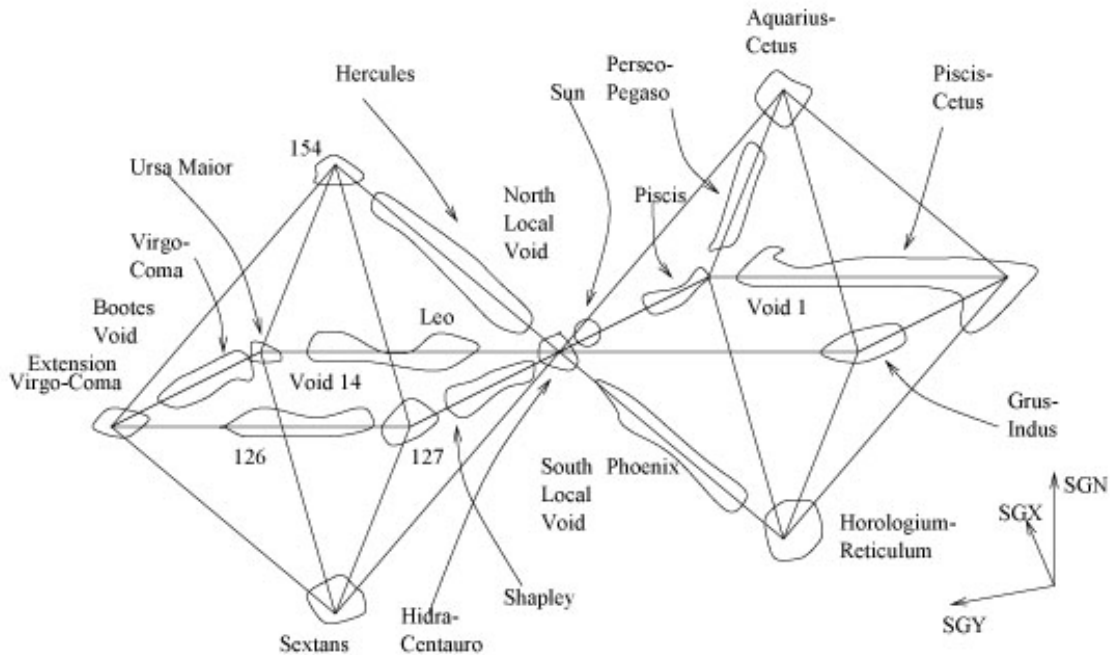 Aquarius-
Cetus
Perseo-
Pegaso
Hercules
Sun
Piscis-
Cetus
154
Ursa Maior
North
Local
Void
Piscis
Virgo-
Coma
Bootes
Void
Leo
Void 1
Extension
Virgo-Coma
Void 14
Grus-
Indus
126
127
South
Local
Void
Phoenix
SGN
SGX
SGY
Horologium-
Reticulum
Shapley
Hidra-
Centauro
Sextans